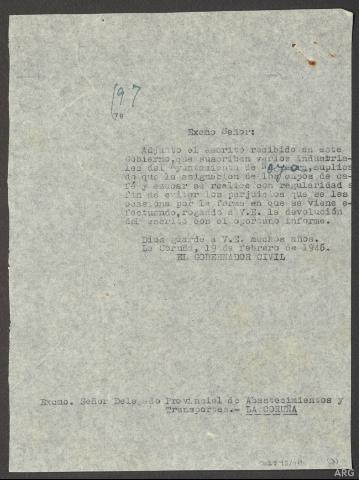 197
Excmo Señor:
Adjunto el escrito recibido en este
Gobierno, que suscriben varios industria-
les del Ayuntamiento de suplican
do que la asignacion de los cupos de ca-
fé y azucar se realice con regularidad a
fin de evitar los perjuicios que se les
ocasiona por la forma en que se viene e-
fectuando, rogando a V.E. la devolución
del escrito con el oportuno informe.
Dios guarde a V.E. muchos años.
La Coruña, 19 de febrero de 1946.
EL GOBERNADOR CIVIL
Excmo. Señor Delegado Provincial de Abastecimientos y
Transportes.- LA CORUÑA
ARG